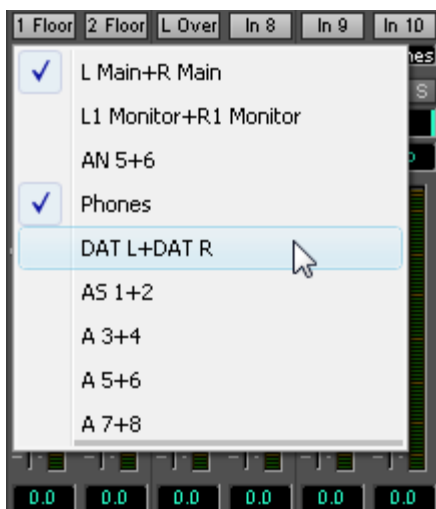 1 Floor 2 Floor L Over In 8 In 9 In 10
nes
L Main+R Main
S
L1 Monitor+R1 Monitor
AN 5+6
Phones
DAT L+DAT R
AS 1+2
A 3+4
A 5+6
A 7+8
0.0 0.0 0.0 0.0 0.0 0.0